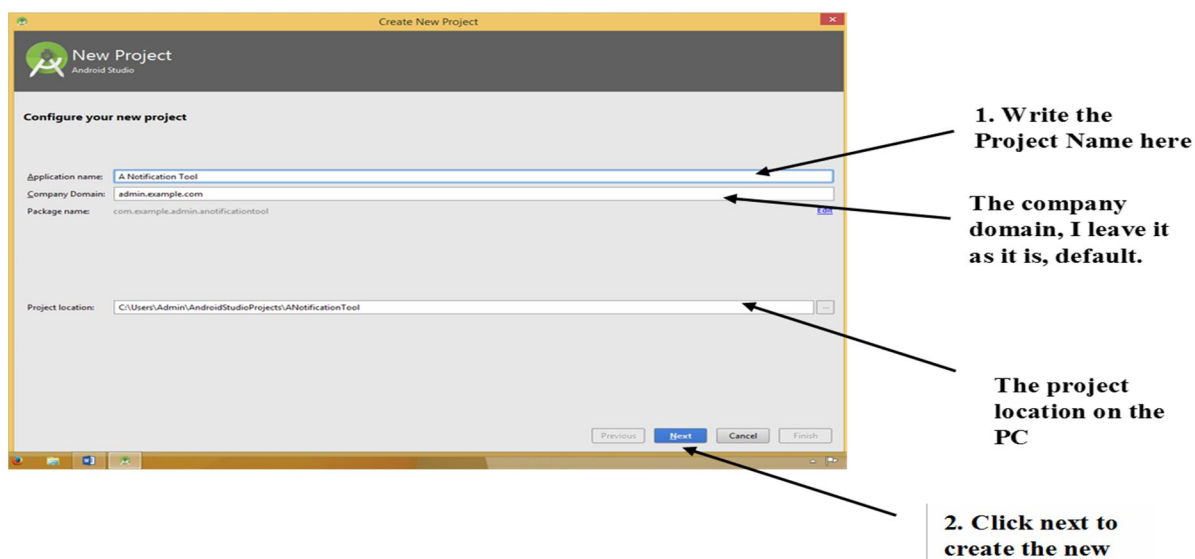 Create New Project
New Project
Android Studio
Configure your new project
Application name: A Notification Tool
Company Domain: admin.example.com
Package name: com.example.admin.anotificationtool Edit
Project location: C:\Users\Admin\AndroidStudioProjects\ANotificationTool ...
Previous Next Cancel Finish
1. Write the
Project Name here
The company
domain, I leave it
as it is, default.
The project
location on the
PC
2. Click next to
create the new